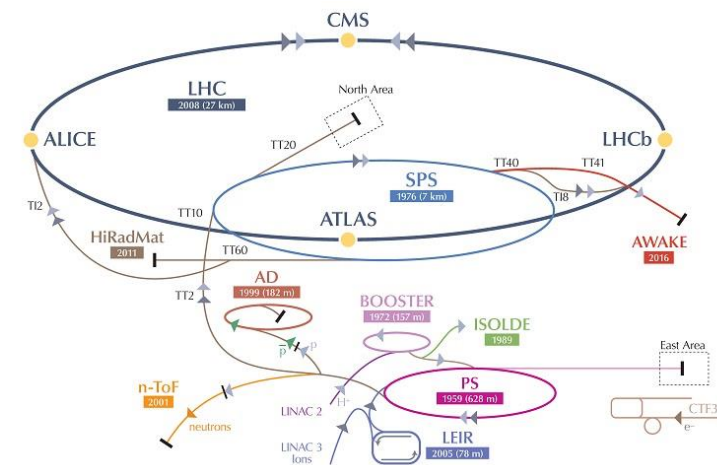 CMS
LHC
2008 (27 km)
North Area
ALICE
LHCb
TT20
TT40
TT41
SPS
1976 (7 km)
TI8
TI2
TT10
ATLAS
HiRadMat
2011
TT60
AWAKE
2016
AD
1999 (182 m)
TT2
BOOSTER
1972 (157 m)
ISOLDE
1989
p
p
East Area
n-ToF
2001
PS
1959 (628 m)
H+
LINAC 2
neutrons
CTF3
e-
LINAC 3
Ions
LEIR
2005 (78 m)